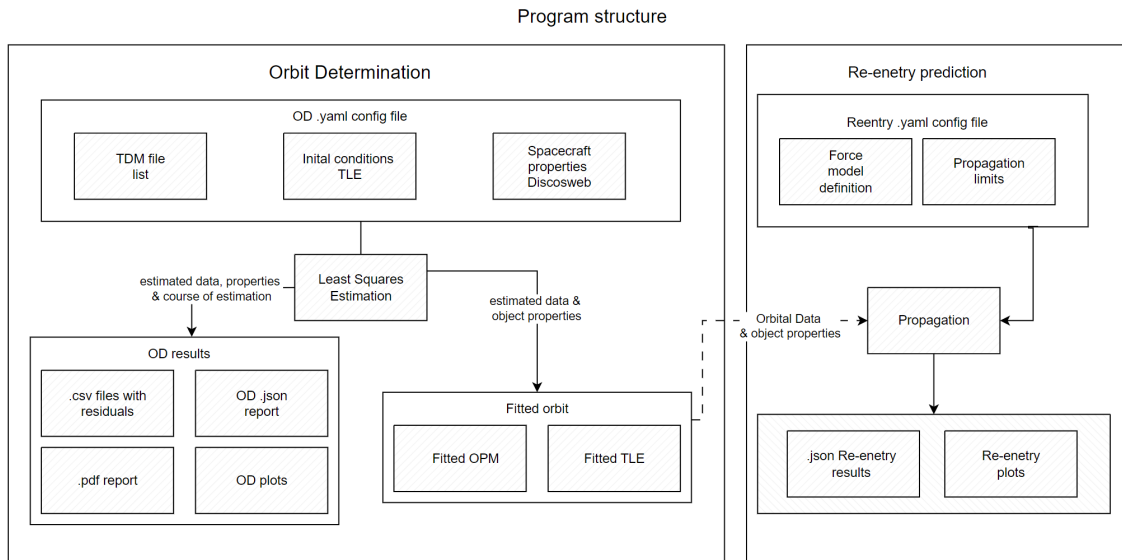 Program structure
Orbit Determination
OD .yaml config file
TDM file
list
Inital conditions
TLE
Spacecraft
properties
Discosweb
Least Squares
Estimation
estimated data, properties
& course of estimation
estimated data &
object properties
OD results
.csv files with
residuals
OD .json
report
.pdf report
OD plots
Fitted orbit
Fitted OPM
Fitted TLE
Orbital Data
& object properties
Re-enetry prediction
Reentry .yaml config file
Force
model
definition
Propagation
limits
Propagation
.json Re-enetry
results
Re-enetry
plots